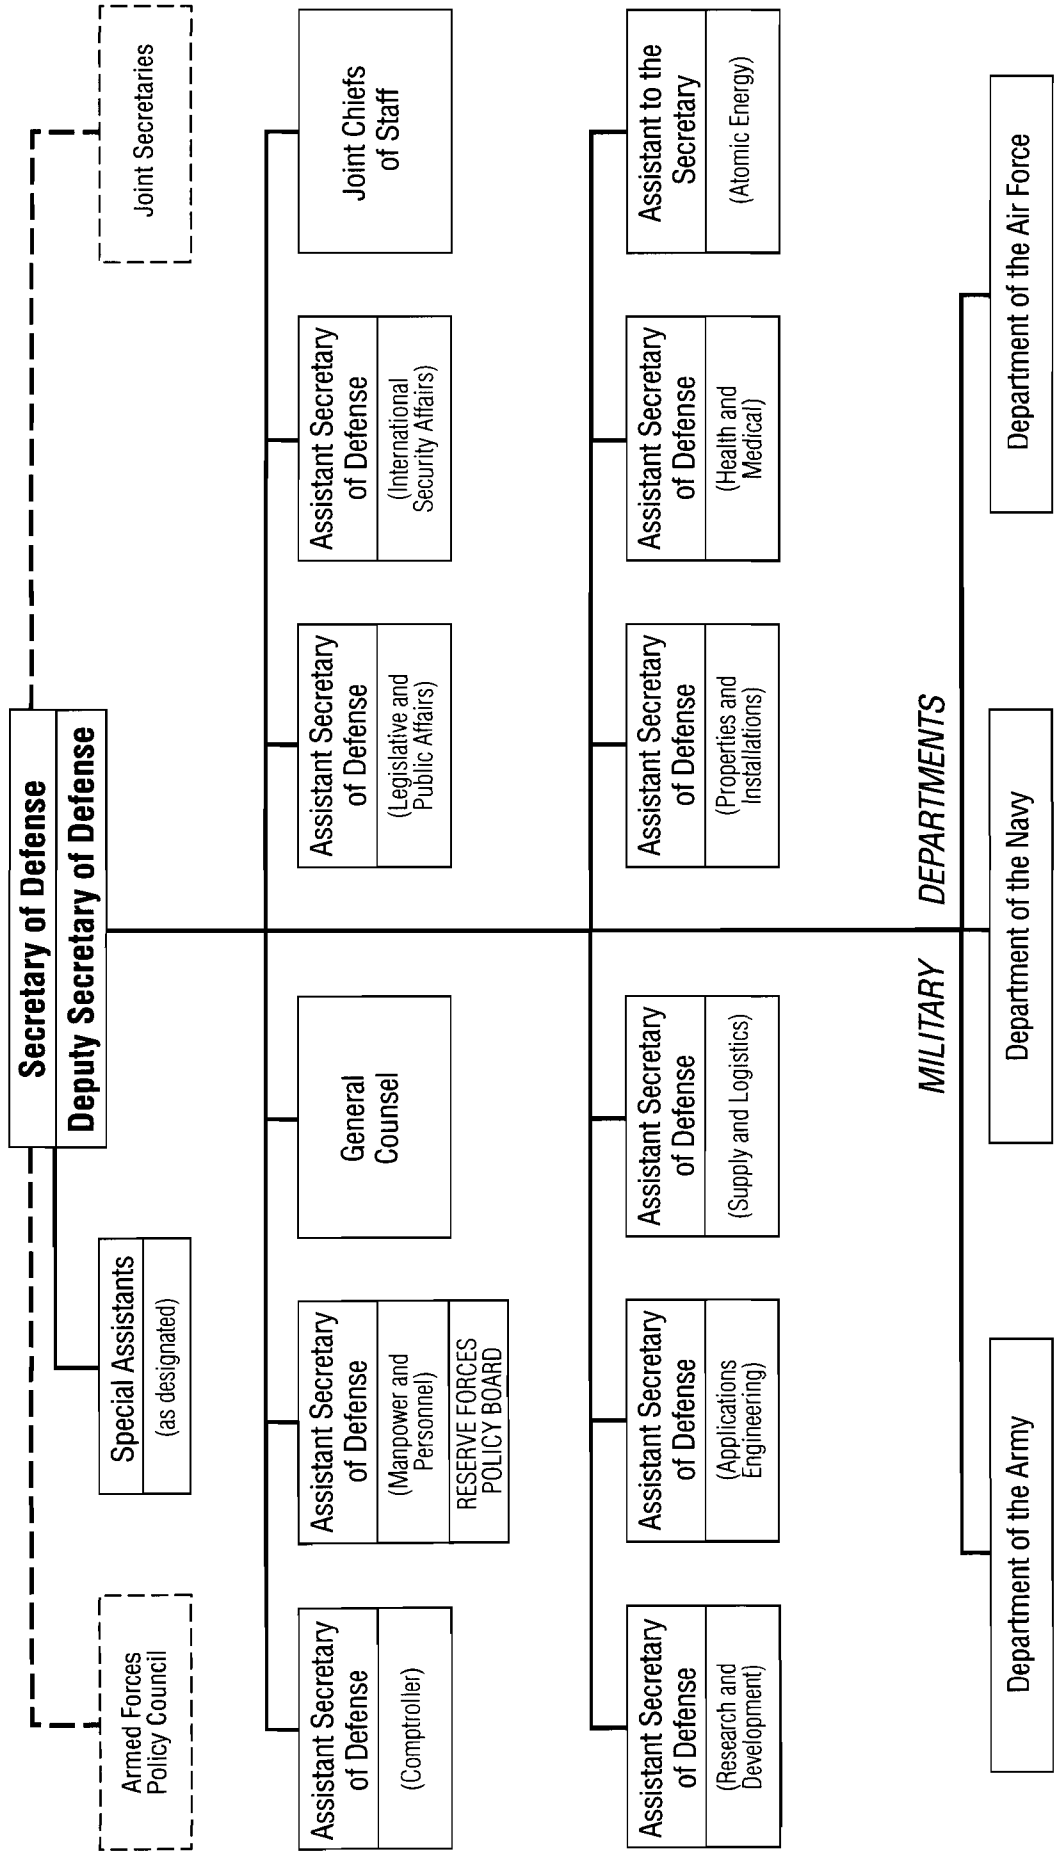 Secretary of Defense
Deputy Secretary of Defense
Armed Forces
Policy Council
Special Assistants
(as designated)
Joint Secretaries
Assistant Secretary
of Defense
(Comptroller)
Assistant Secretary
of Defense
(Manpower and
Personnel)
RESERVE FORCES
POLICY BOARD
General
Counsel
Assistant Secretary
of Defense
(Legislative and
Public Affairs)
Assistant Secretary
of Defense
(International
Security Affairs)
Joint Chiefs
of Staff
Assistant Secretary
of Defense
(Research and
Development)
Assistant Secretary
of Defense
(Applications
Engineering)
Assistant Secretary
of Defense
(Supply and Logistics)
Assistant Secretary
of Defense
(Properties and
Installations)
Assistant Secretary
of Defense
(Health and
Medical)
Assistant to the
Secretary
(Atomic Energy)
MILITARY DEPARTMENTS
Department of the Army
Department of the Navy
Department of the Air Force